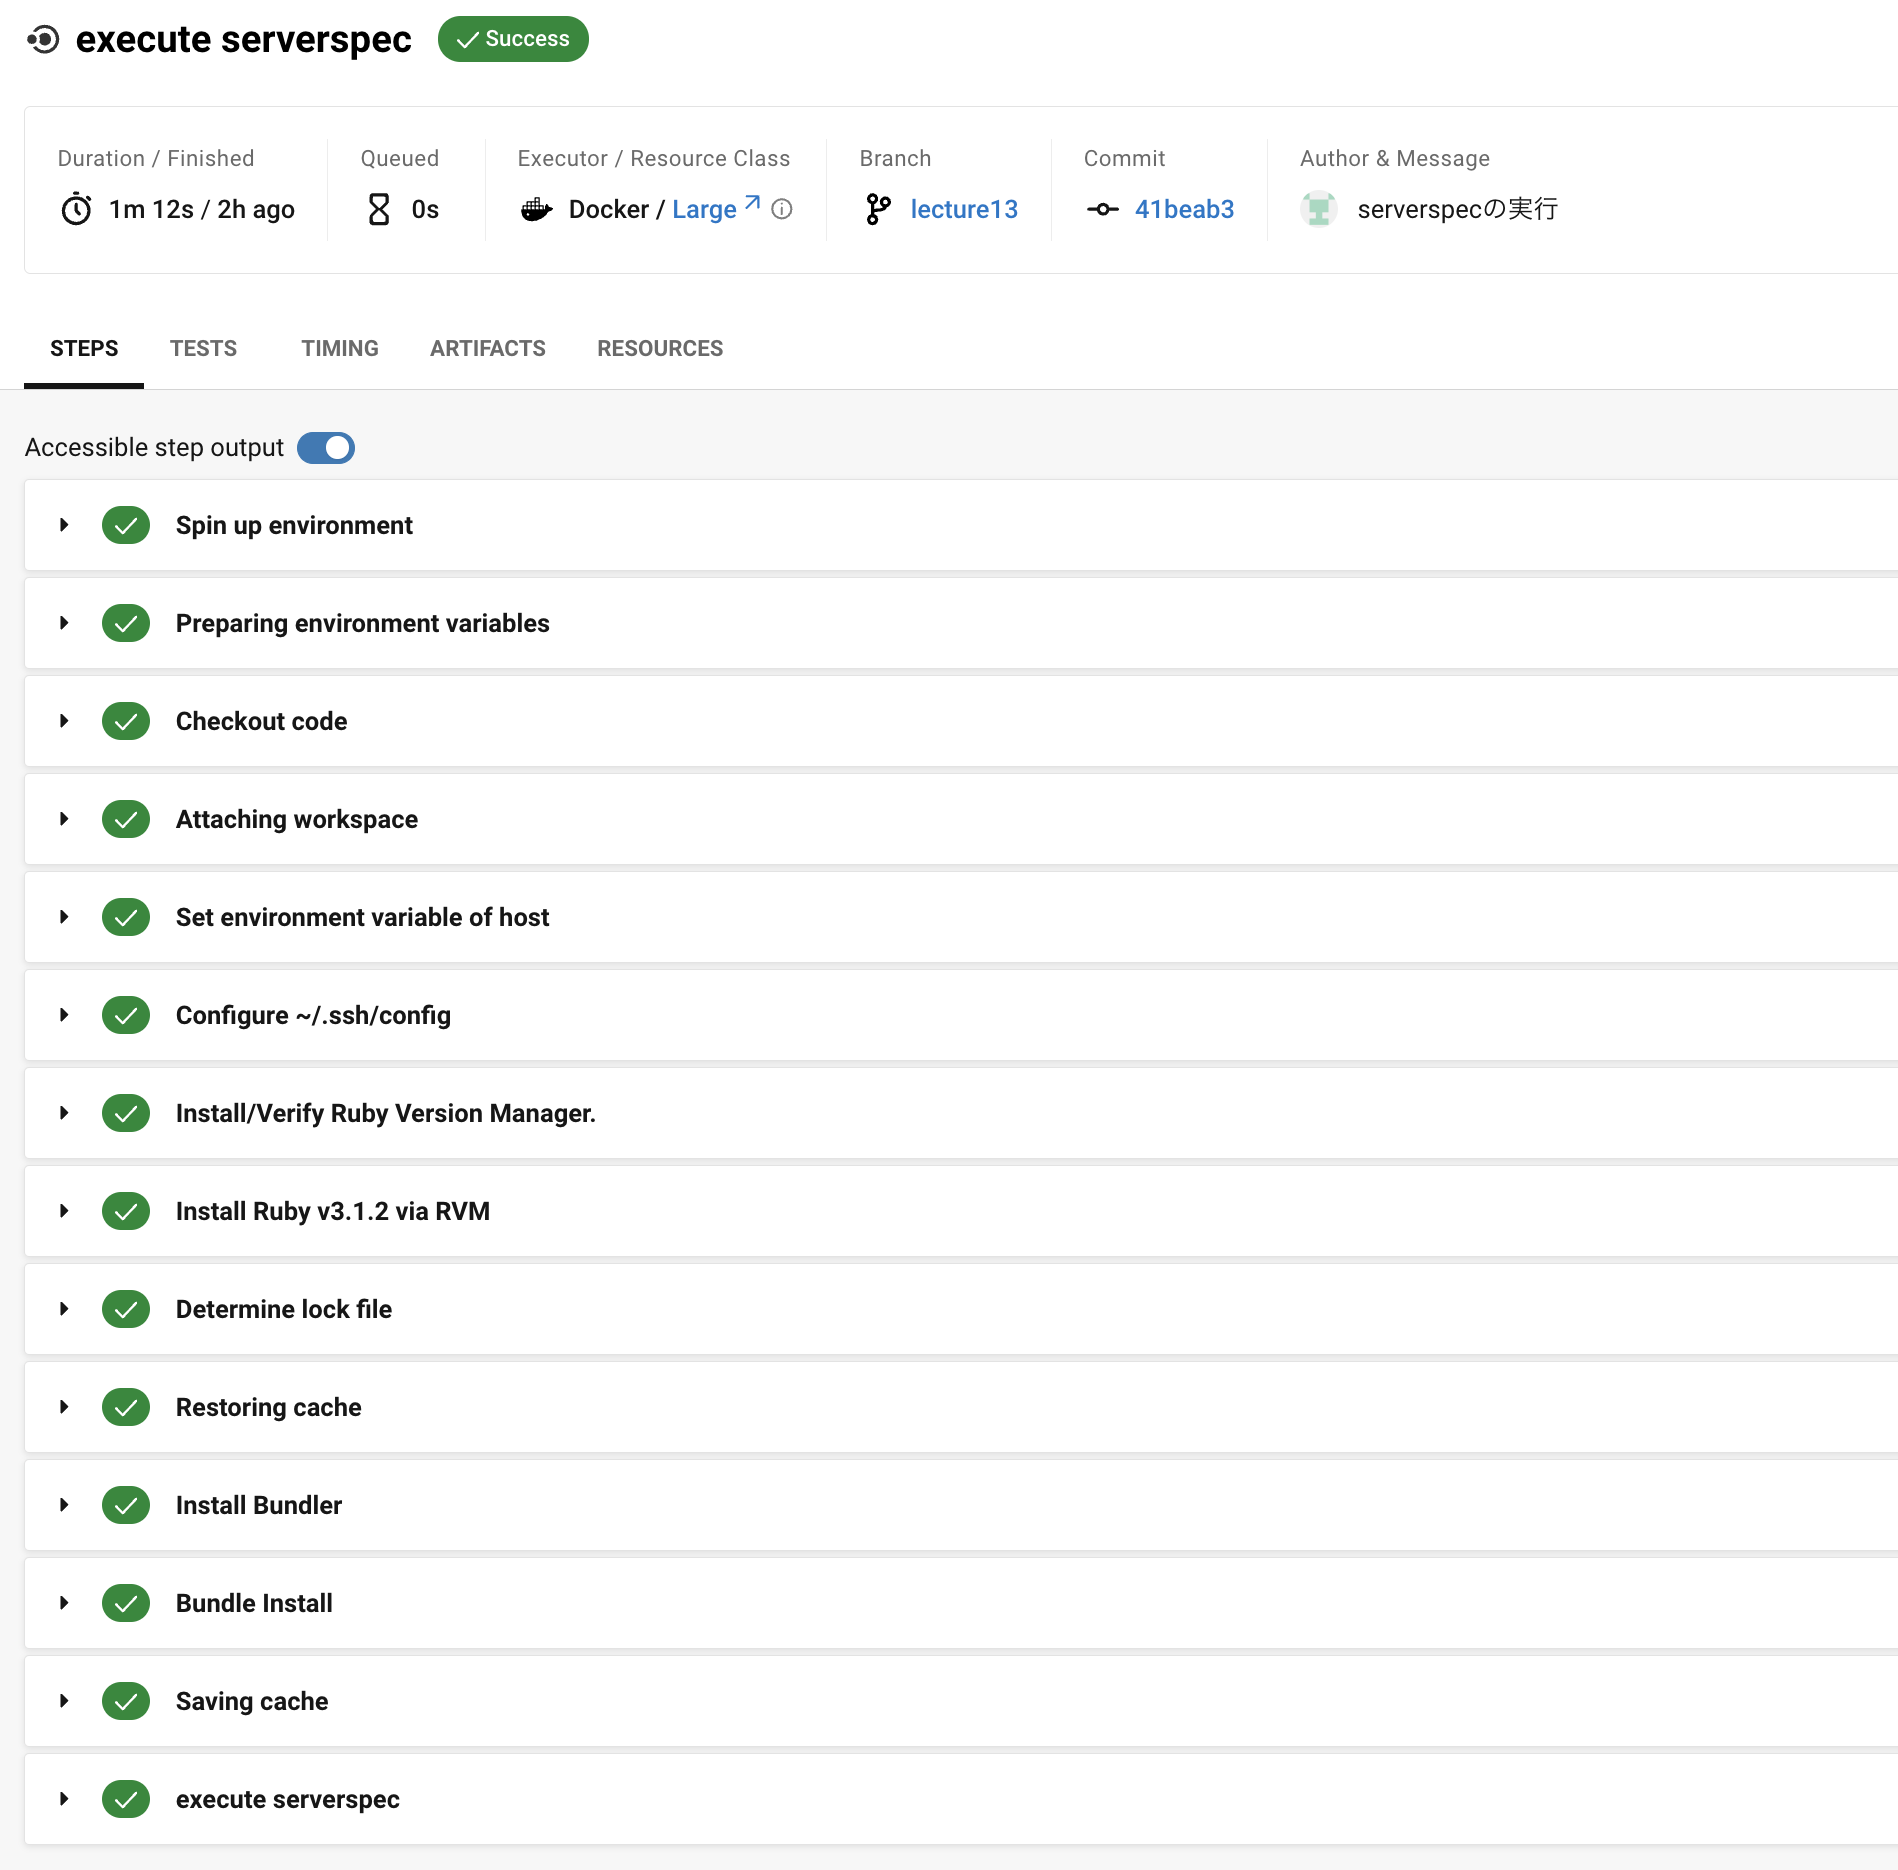 execute serverspec Success
Duration / Finished Queued Executor / Resource Class Branch Commit Author & Message
1m 12s / 2h ago 0s Docker / Large lecture13 41beab3 serverspecの実行
STEPS TESTS TIMING ARTIFACTS RESOURCES
Accessible step output
Spin up environment
Preparing environment variables
Checkout code
Attaching workspace
Set environment variable of host
Configure ~/.ssh/config
Install/Verify Ruby Version Manager.
Install Ruby v3.1.2 via RVM
Determine lock file
Restoring cache
Install Bundler
Bundle Install
Saving cache
execute serverspec